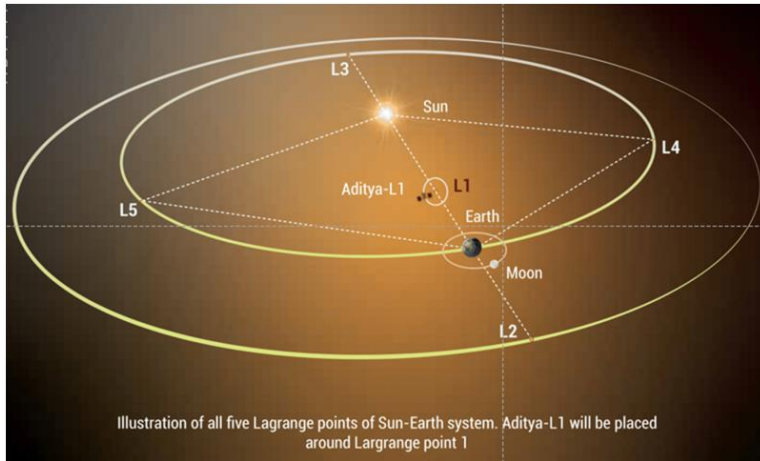 L3
Sun
L4
Aditya-L1
L1
L5
Earth
Moon
L2
Illustration of all five Lagrange points of Sun-Earth system. Aditya-L1 will be placed
around Largrange point 1